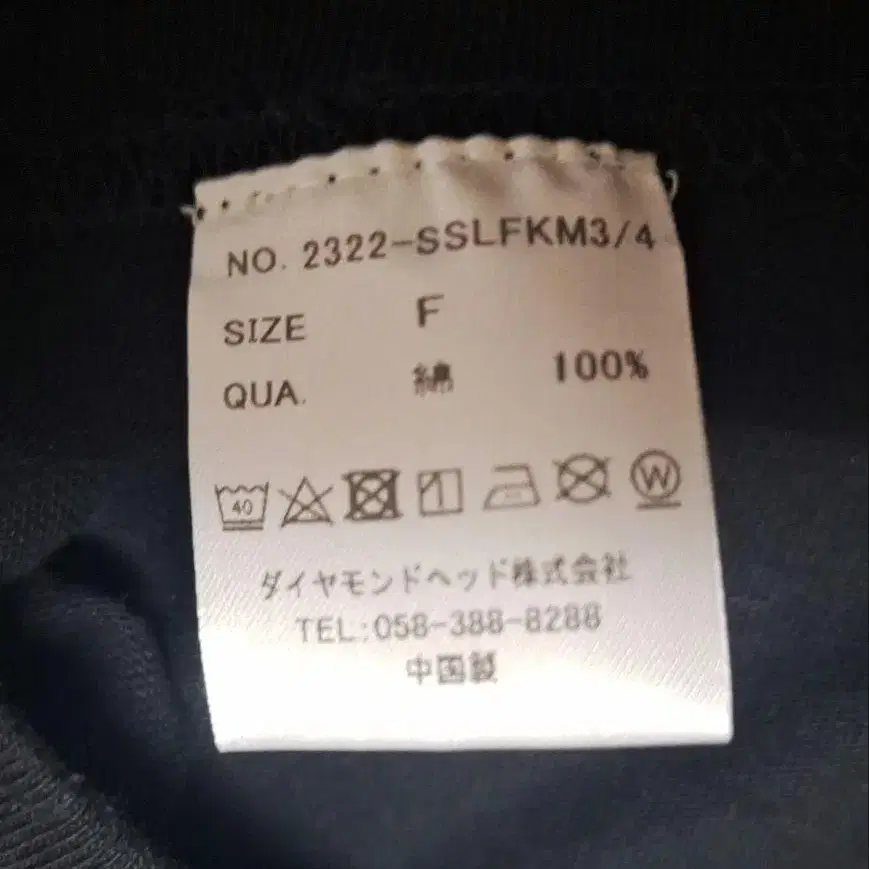 NO. 2322-SSLFKM3/4
SIZE F
QUA. 綿 100%
40 W
ダイヤモンドヘッド株式会社
TEL:058-388-8288
中国製